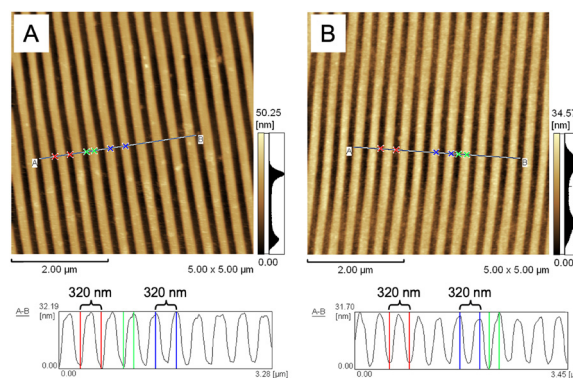 A
B
50.25
[nm]
0.00
34.57
[nm]
0.00
A
B
A
B
2.00 µm
5.00 x 5.00 µm
2.00 µm
5.00 x 5.00 µm
320 nm
320 nm
320 nm
320 nm
A-B
32.19
[nm]
0.00
0.00
3.28 [µm]
A-B
31.70
[nm]
0.00
0.00
3.45 [µm]